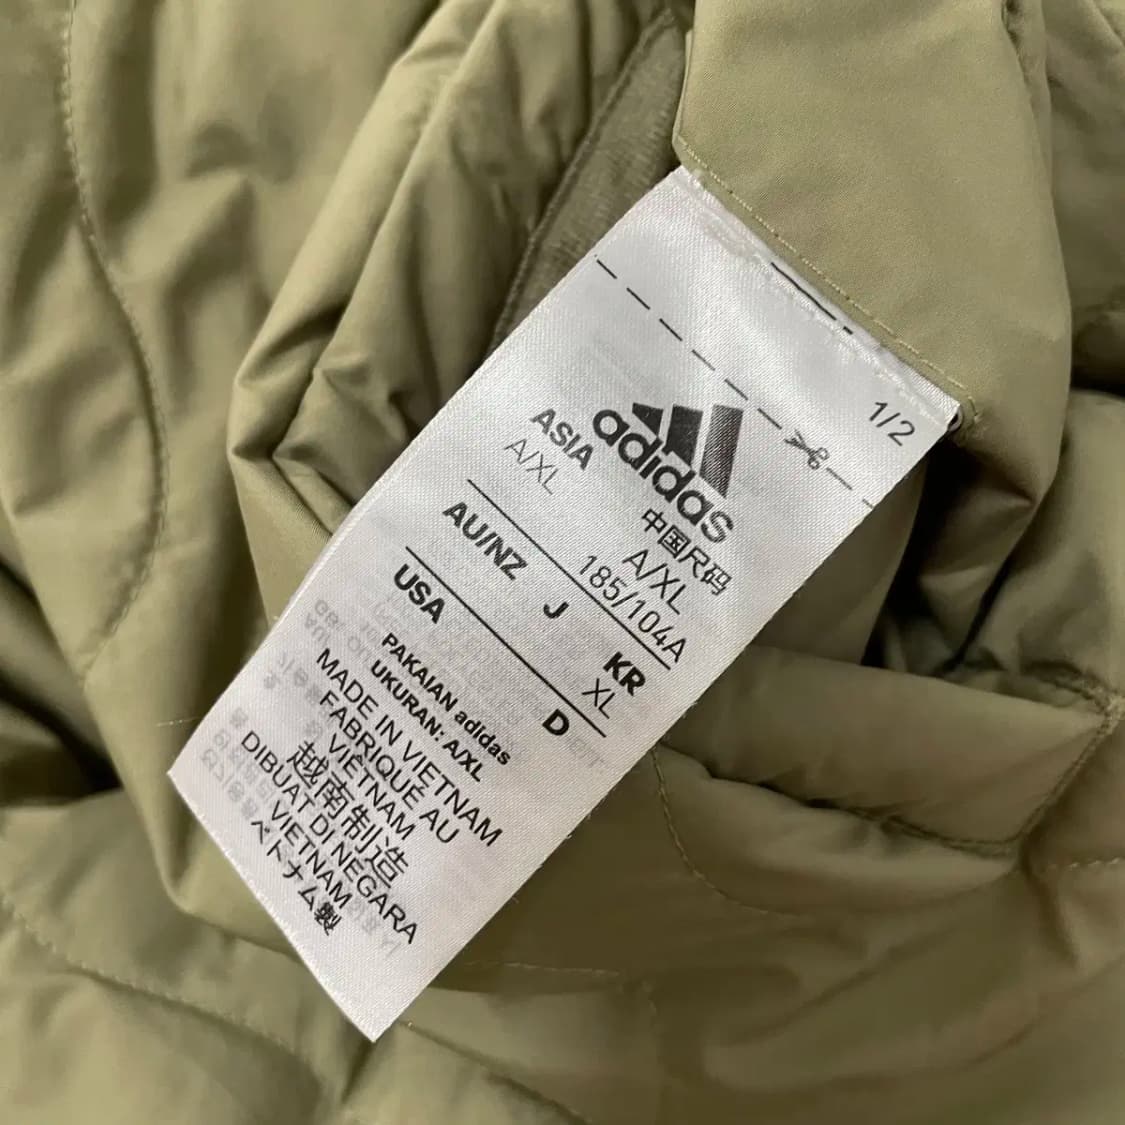 1/2
adidas
ASIA
A/XL
中国尺码
A/XL
185/104A
AU/NZ
J
KR
XL
USA
D
PAKAIAN adidas
UKURAN: A/XL
MADE IN VIETNAM
FABRIQUÉ AU
VIÊTNAM
越南制造
DIBUAT DI NEGARA
VIETNAM
ベトナム製